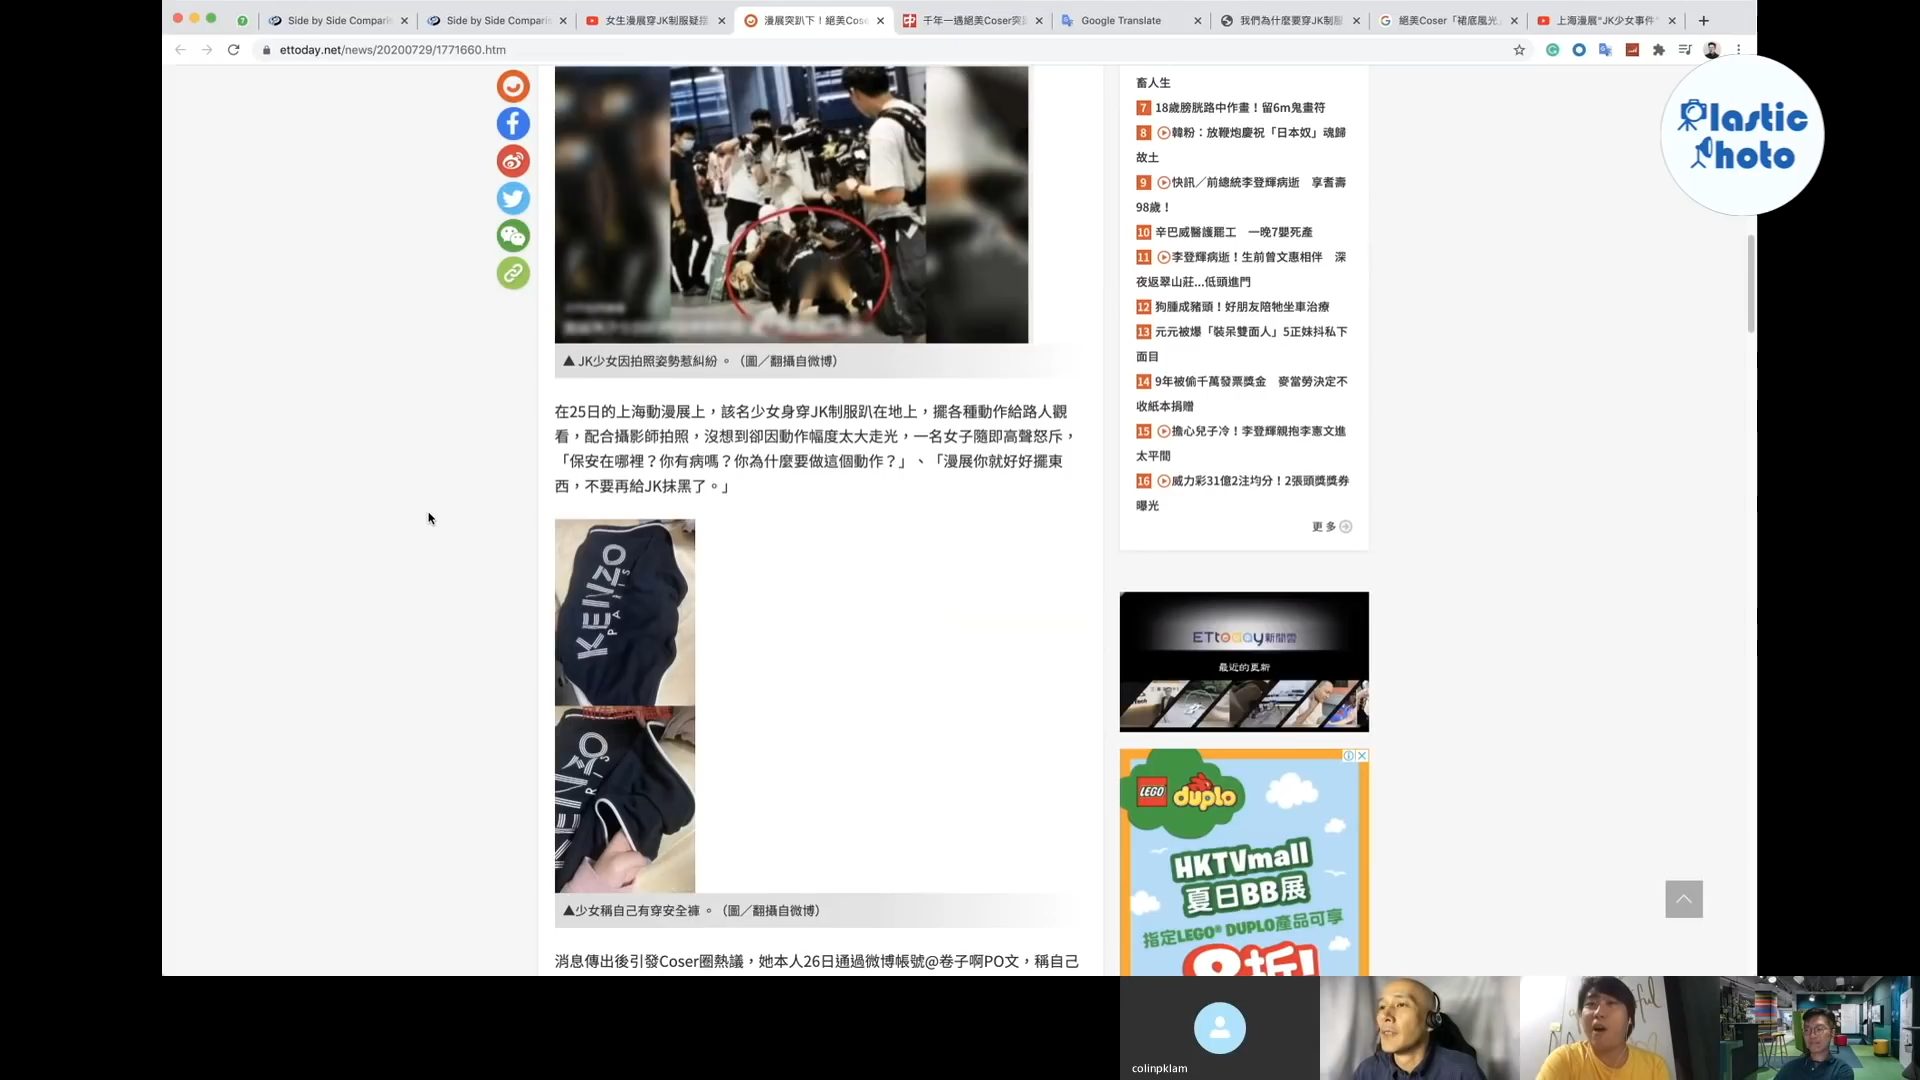 Side by Side Comparis
Side by Side Comparis
女生漫展穿JK制服疑
漫展突趴下！絕美Cos
千年一遇絕美Coser突
Google Translate
我們為什麼要穿JK制
絕美Coser「裙底風光
上海漫展"JK少女事件"
ettoday.net/news/20200729/1771660.htm
Plastic
Photo
▲ JK少女因拍照姿勢惹糾紛。（圖／翻攝自微博）
在25日的上海動漫展上，該名少女身穿JK制服趴在地上，擺各種動作給路人觀
看，配合攝影師拍照，沒想到卻因動作幅度太大走光，一名女子隨即高聲怒斥，
「保安在哪裡？你有病嗎？你為什麼要做這個動作？」、「漫展你就好好擺東
西，不要再給JK抹黑了。」
KENZO
PARIS
▲少女稱自己有穿安全褲。（圖／翻攝自微博）
消息傳出後引發Coser圈熱議，她本人26日通過微博帳號@卷子啊PO文，稱自己
畜人生
7 18歲膀胱路中作畫！留6m鬼畫符
8 韓粉：放鞭炮慶祝「日本奴」魂歸
故土
9 快訊／前總統李登輝病逝　享耆壽
98歲！
10 辛巴威醫護罷工　一晚7嬰死產
11 李登輝病逝！生前曾文惠相伴　深
夜返翠山莊...低頭進門
12 狗腫成豬頭！好朋友陪牠坐車治療
13 元元被爆「裝呆雙面人」5正妹抖私下
面目
14 9年被偷千萬發票獎金　麥當勞決定不
收紙本捐贈
15 擔心兒子冷！李登輝親抱李憲文進
太平間
16 威力彩31億2注均分！2張頭獎獎券
曝光
更多
ETtoday新聞雲
最近的更新
LEGO duplo
HKTVmall
夏日BB展
指定LEGO® DUPLO產品可享
8折!
colinpklam